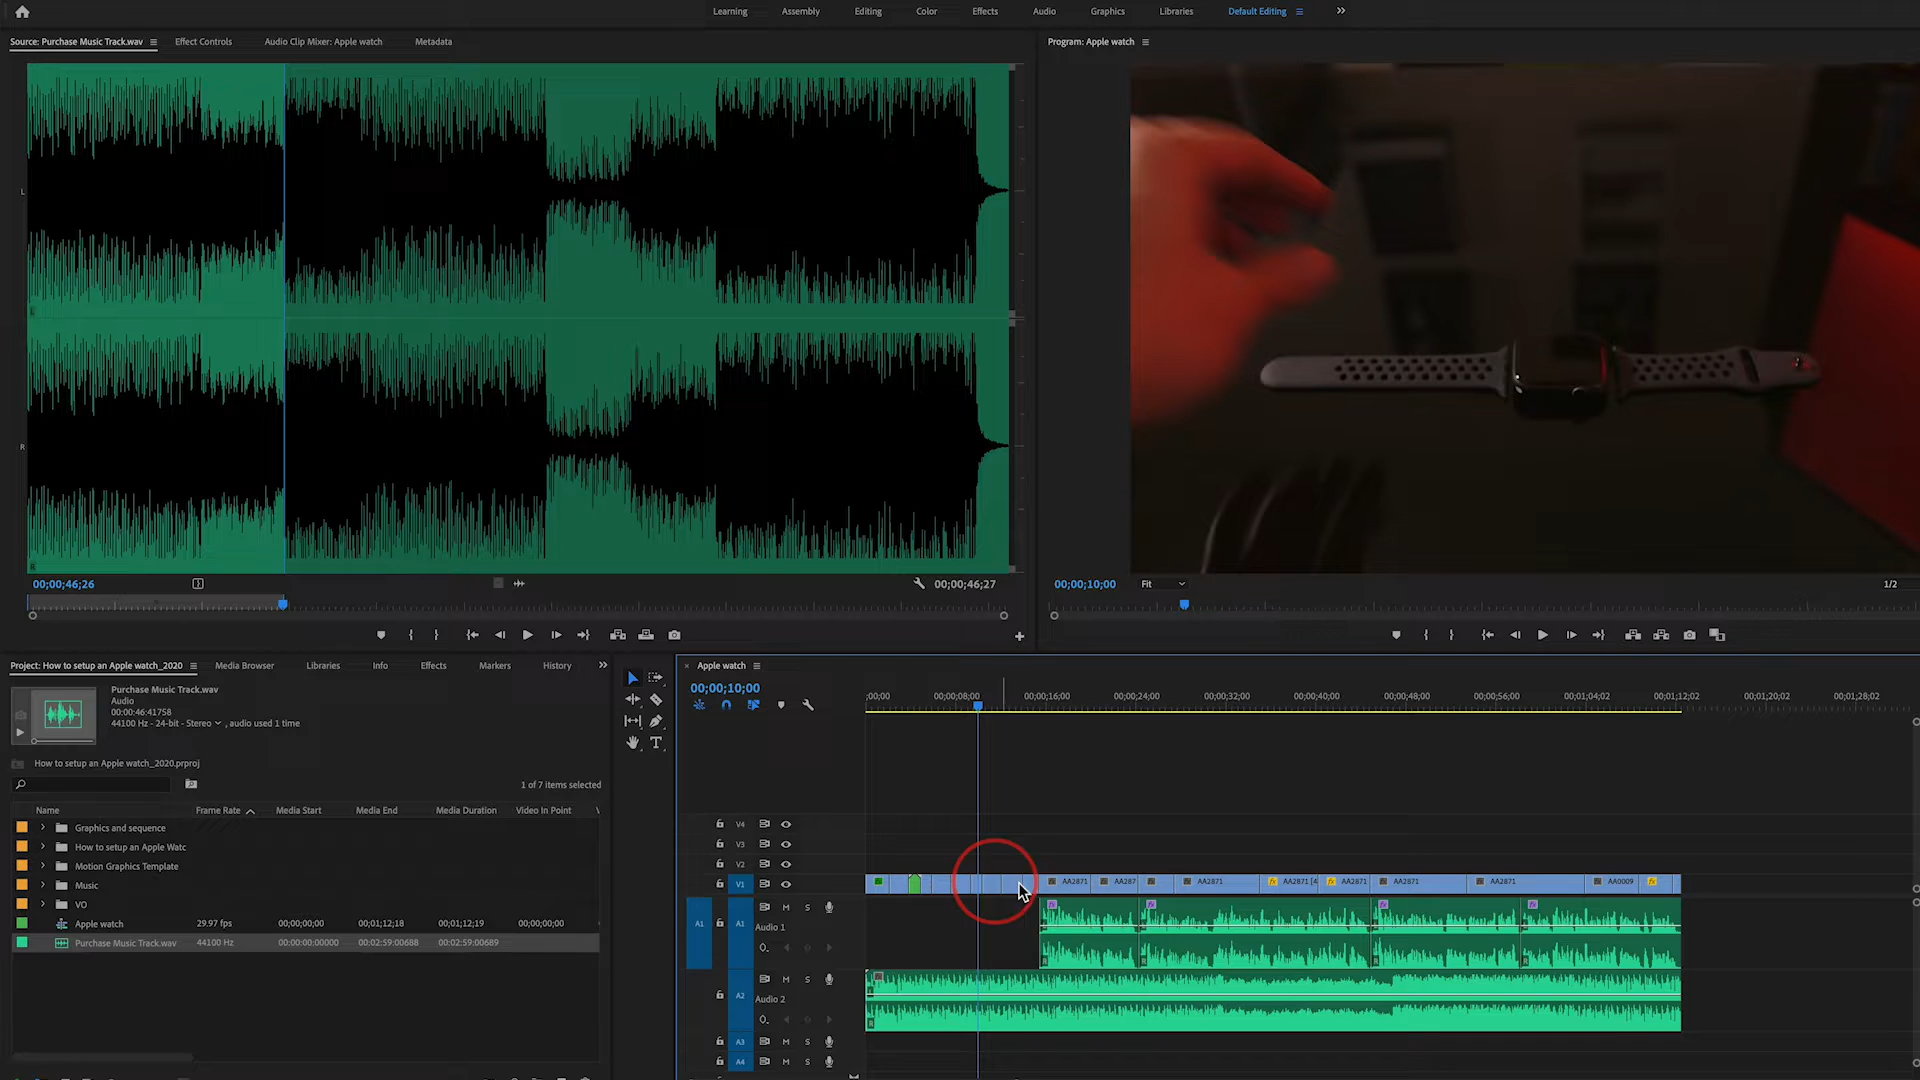 Learning Assembly Editing Color Effects Audio Graphics Libraries Default Editing
Source: Purchase Music Track.wav Effect Controls Audio Clip Mixer: Apple watch Metadata
Program: Apple watch
L
R
00;00;46;26
00;00;46;27
00;00;10;00 Fit 1/2
Project: How to setup an Apple watch_2020 Media Browser Libraries Info Effects Markers History
Purchase Music Track.wav
Audio
00:00:46:41758
44100 Hz - 24-bit - Stereo , audio used 1 time
How to setup an Apple watch_2020.prproj
1 of 7 items selected
Name Frame Rate Media Start Media End Media Duration Video In Point
Graphics and sequence
How to setup an Apple Watc
Motion Graphics Template
Music
VO
Apple watch 29.97 fps 00;00;00;00 00;01;12;18 00;01;12;19 00;00;00;00
Purchase Music Track.wav 44100 Hz 00:00:00:00000 00:02:59:00688 00:02:59:00689
Apple watch
00;00;10;00
;00;00 00;00;08;00 00;00;16;00 00;00;24;00 00;00;32;00 00;00;40;00 00;00;48;00 00;00;56;00 00;01;04;02 00;01;12;02 00;01;20;02 00;01;28;02
V4
V3
V2
V1
AA2871 AA287 AA2871 AA2871 [4 AA2871 AA2871 AA2871 AA0009
A1 A1 M S
Audio 1
A2 M S
Audio 2
A3 M S
A4 M S